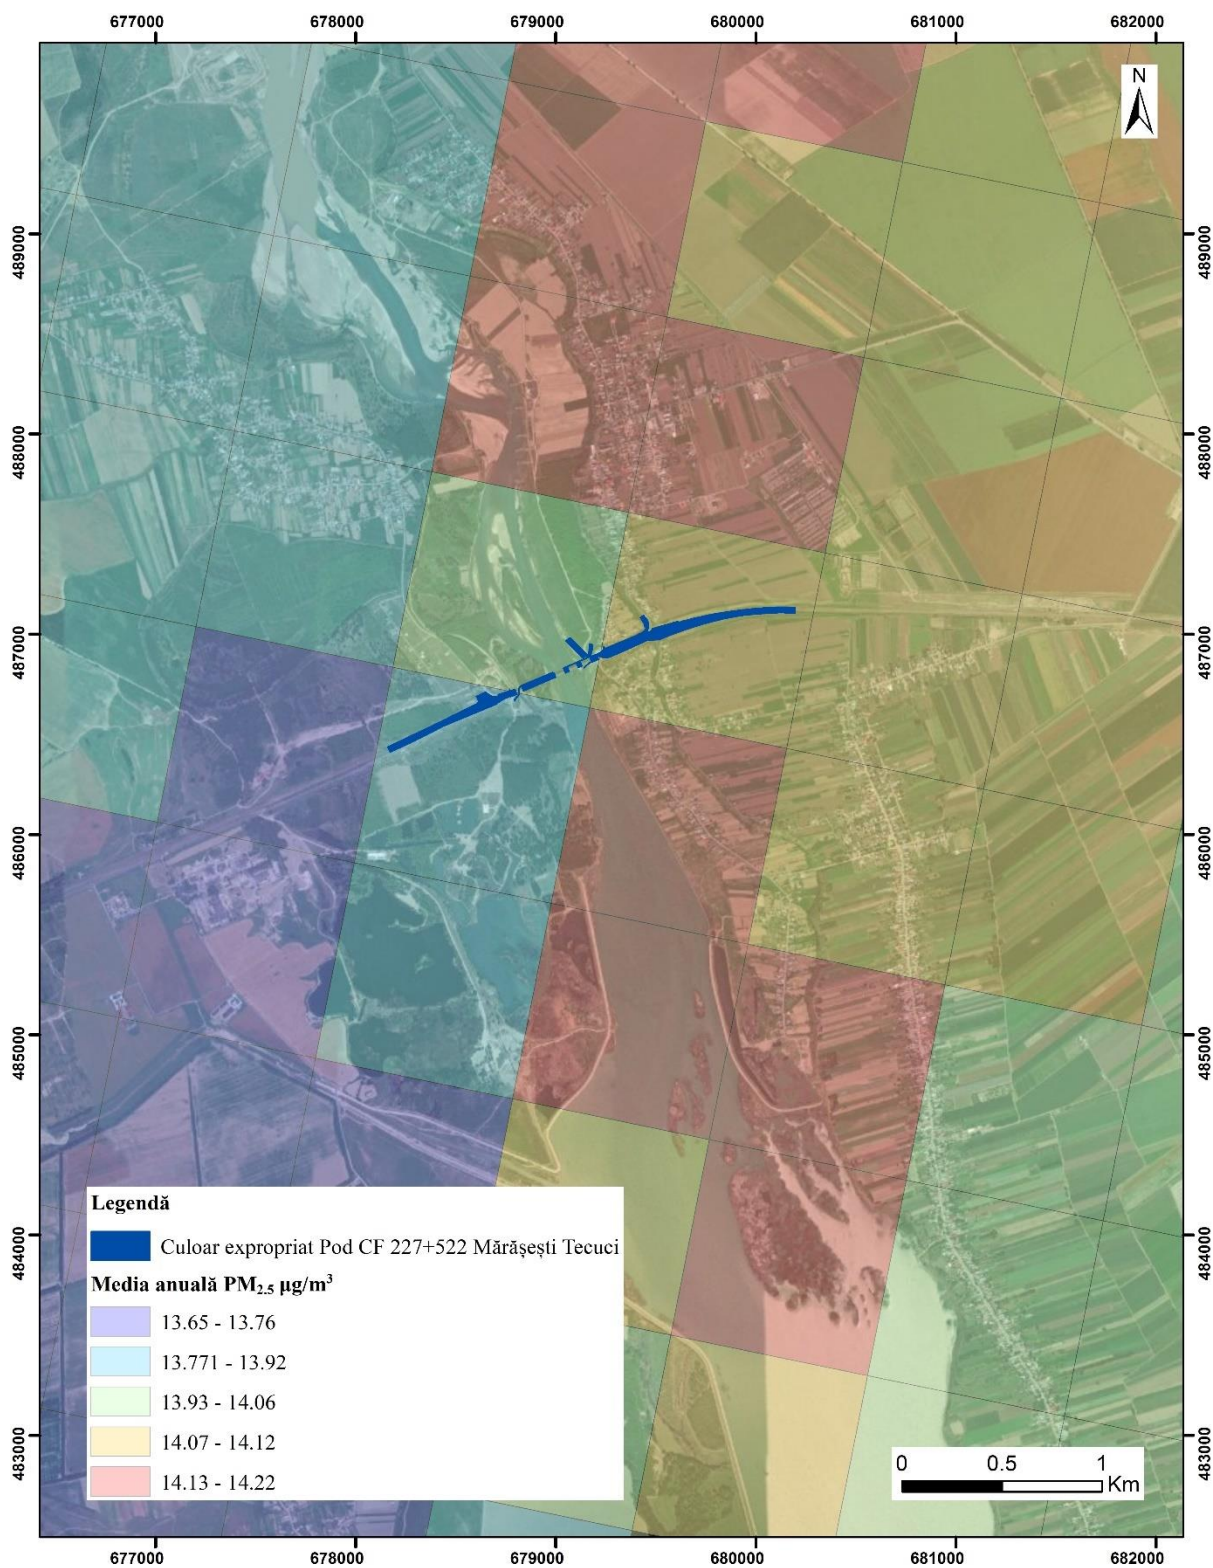 677000 678000 679000 680000 681000 682000
N
489000 489000
488000 488000
487000 487000
486000 486000
485000 485000
484000 484000
483000 483000
Legendă
Culoar expropriat Pod CF 227+522 Mărășești Tecuci
Media anuală PM2.5 µg/m³
13.65 - 13.76
13.771 - 13.92
13.93 - 14.06
14.07 - 14.12
14.13 - 14.22
0 0.5 1
Km
677000 678000 679000 680000 681000 682000